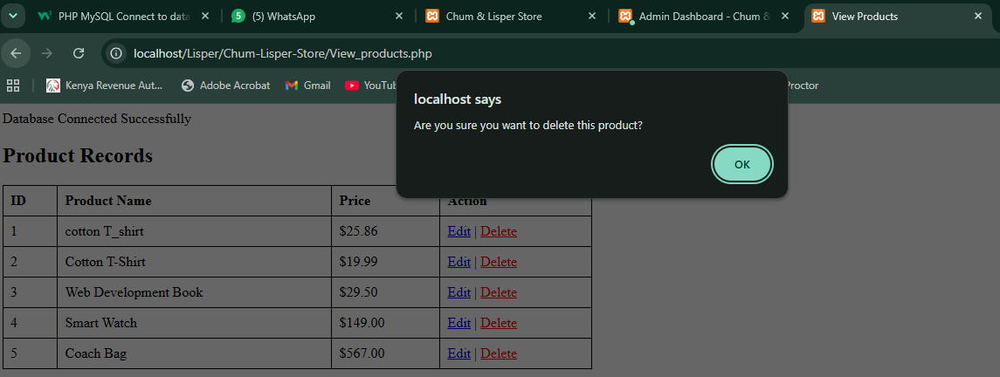 PHP MySQL Connect to data
(5) WhatsApp
Chum & Lisper Store
Admin Dashboard - Chum &
View Products
localhost/Lisper/Chum-Lisper-Store/View_products.php
Kenya Revenue Aut...
Adobe Acrobat
Gmail
YouTub
Proctor
localhost says
Are you sure you want to delete this product?
OK
Database Connected Successfully
Product Records
ID Product Name Price Action
1 cotton T_shirt $25.86 Edit | Delete
2 Cotton T-Shirt $19.99 Edit | Delete
3 Web Development Book $29.50 Edit | Delete
4 Smart Watch $149.00 Edit | Delete
5 Coach Bag $567.00 Edit | Delete